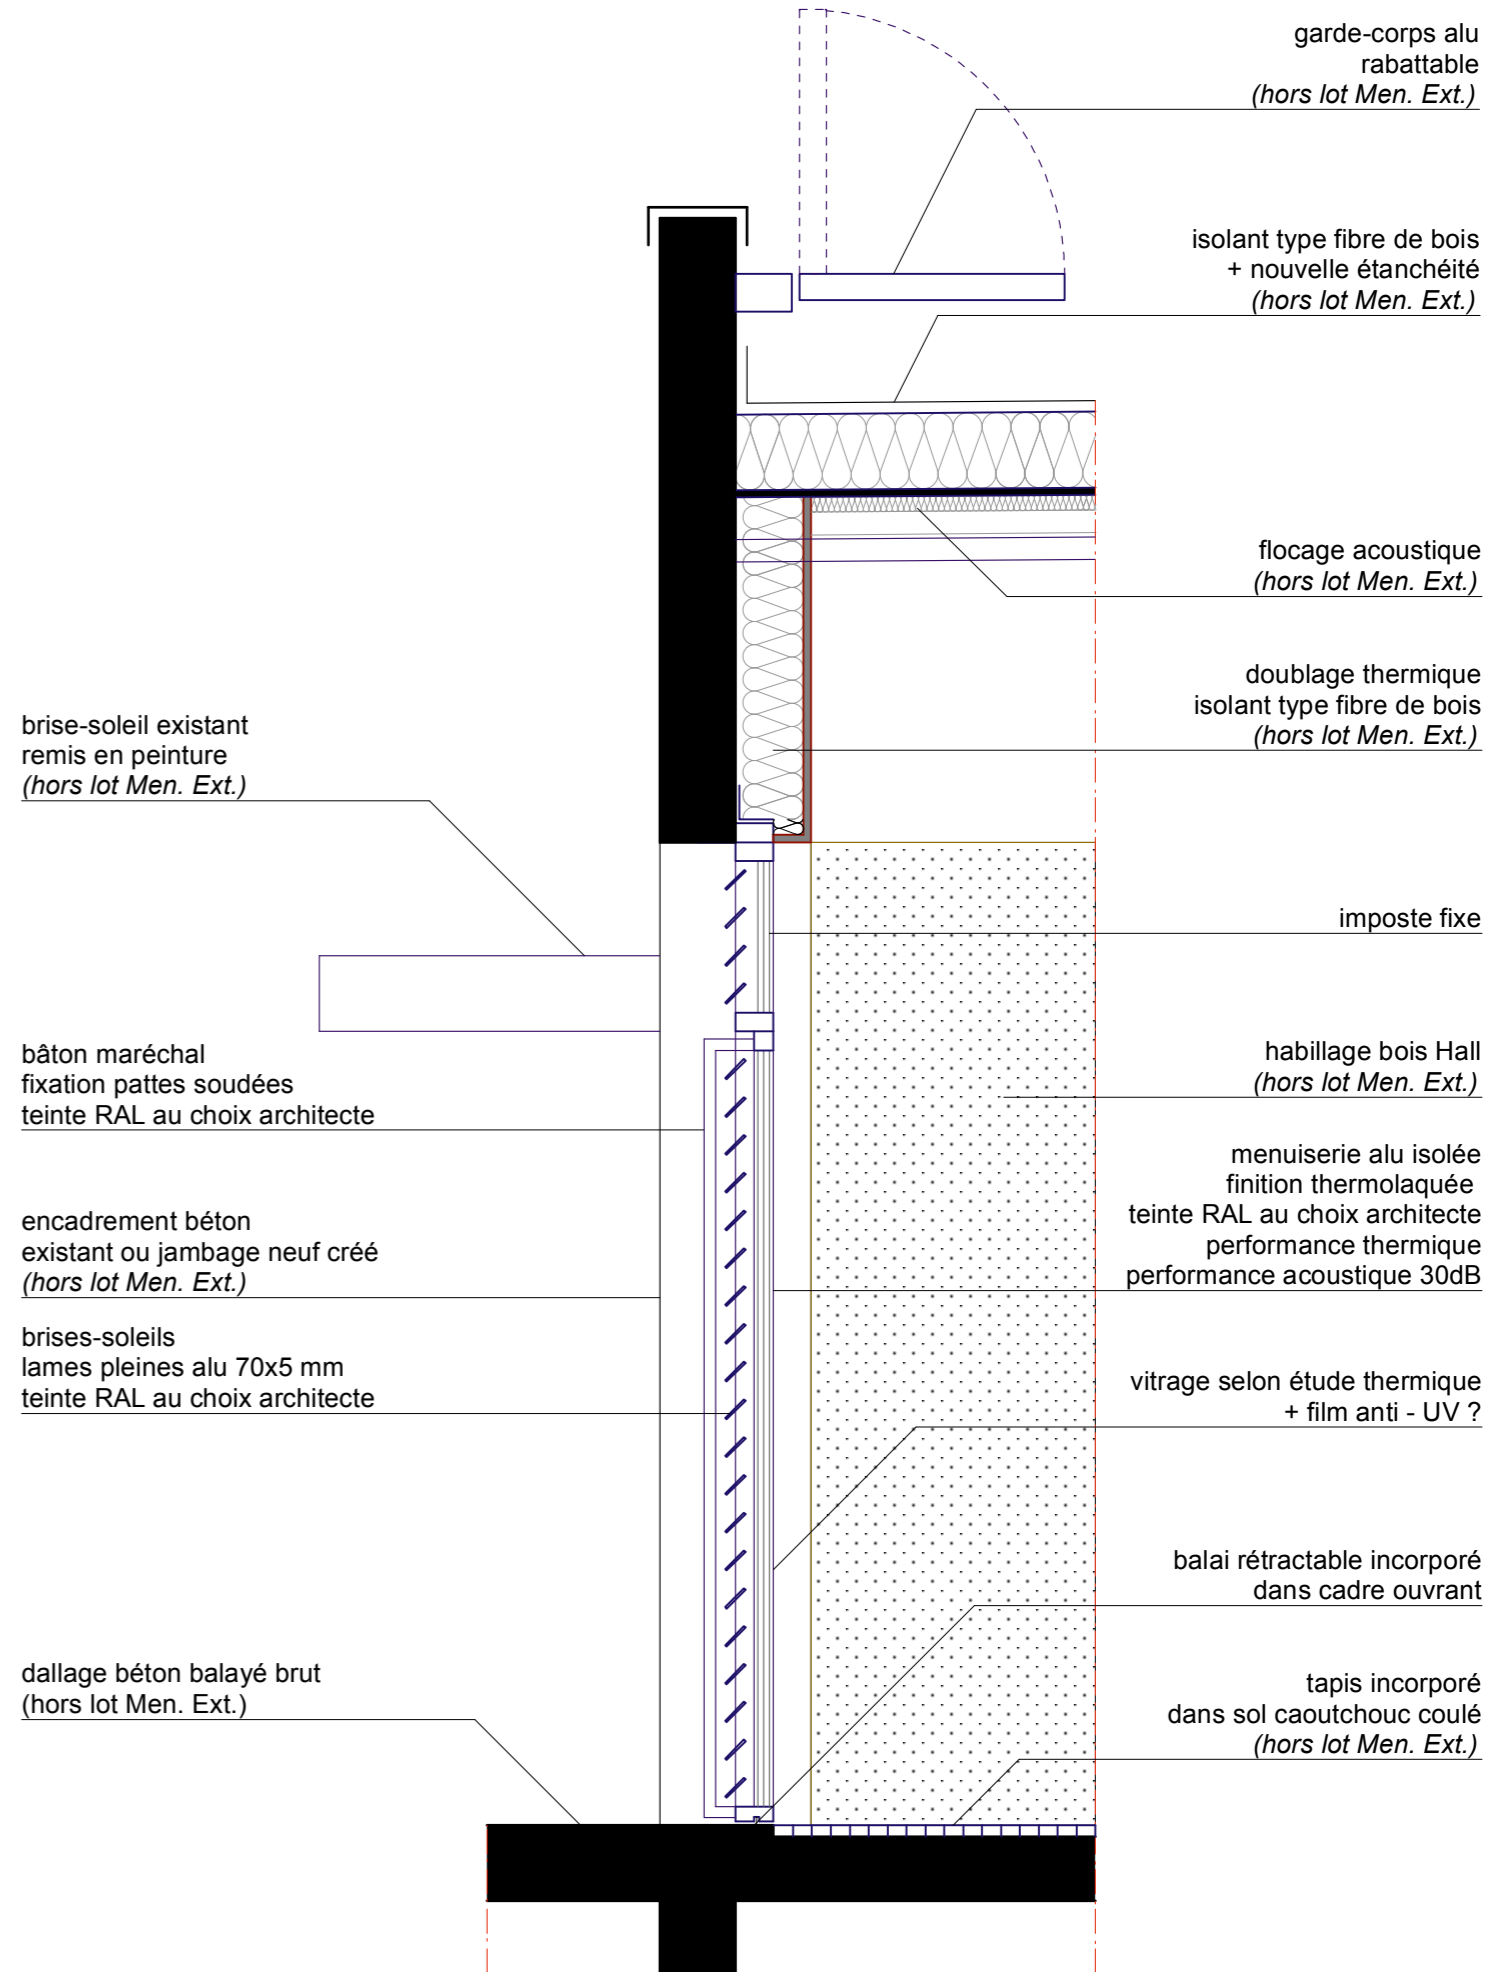 garde-corps alu
rabattable
(hors lot Men. Ext.)
isolant type fibre de bois
+ nouvelle étanchéité
(hors lot Men. Ext.)
flocage acoustique
(hors lot Men. Ext.)
doublage thermique
isolant type fibre de bois
(hors lot Men. Ext.)
brise-soleil existant
remis en peinture
(hors lot Men. Ext.)
imposte fixe
bâton maréchal
fixation pattes soudées
teinte RAL au choix architecte
habillage bois Hall
(hors lot Men. Ext.)
menuiserie alu isolée
finition thermolaquée
teinte RAL au choix architecte
performance thermique
performance acoustique 30dB
encadrement béton
existant ou jambage neuf créé
(hors lot Men. Ext.)
brises-soleils
lames pleines alu 70x5 mm
teinte RAL au choix architecte
vitrage selon étude thermique
+ film anti - UV ?
balai rétractable incorporé
dans cadre ouvrant
dallage béton balayé brut
(hors lot Men. Ext.)
tapis incorporé
dans sol caoutchouc coulé
(hors lot Men. Ext.)